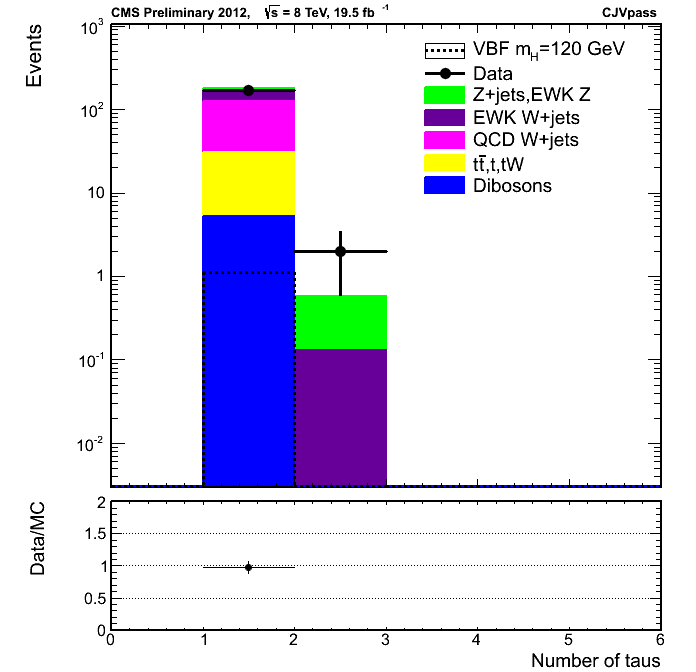 CMS Preliminary 2012, √s = 8 TeV, 19.5 fb⁻¹ CJVpass
Events
10³
10²
10
1
10⁻¹
10⁻²
VBF m_H=120 GeV
Data
Z+jets,EWK Z
EWK W+jets
QCD W+jets
tt̅,t,tW
Dibosons
Data/MC
2
1.5
1
0.5
0
0 1 2 3 4 5 6
Number of taus